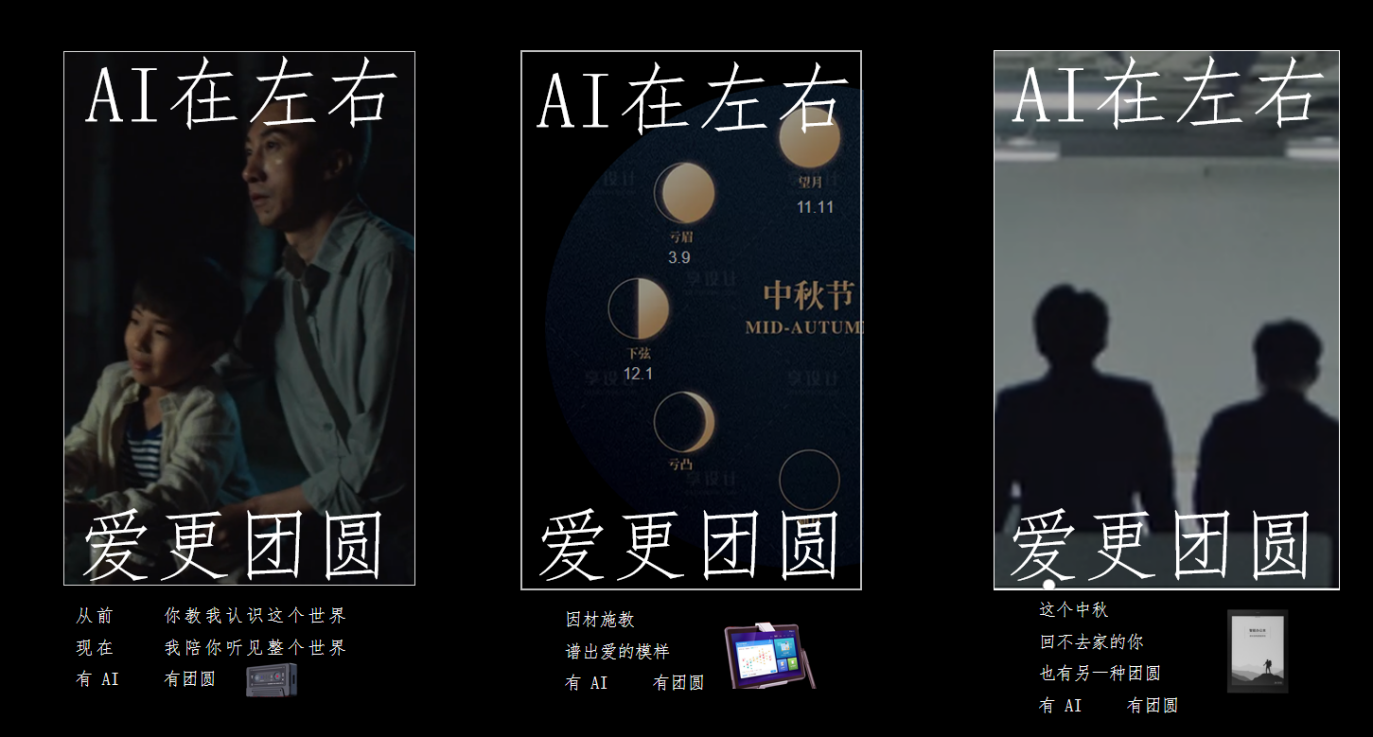 AI在左右
爱更团圆
从前 你教我认识这个世界
现在 我陪你听见整个世界
有 AI 有团圆
AI在左右
望月
11.11
亏眉
3.9
中秋节
MID-AUTUM
下弦
12.1
亏凸
爱更团圆
因材施教
谱出爱的模样
有 AI 有团圆
AI在左右
爱更团圆
这个中秋
回不去家的你
也有另一种团圆
有 AI 有团圆